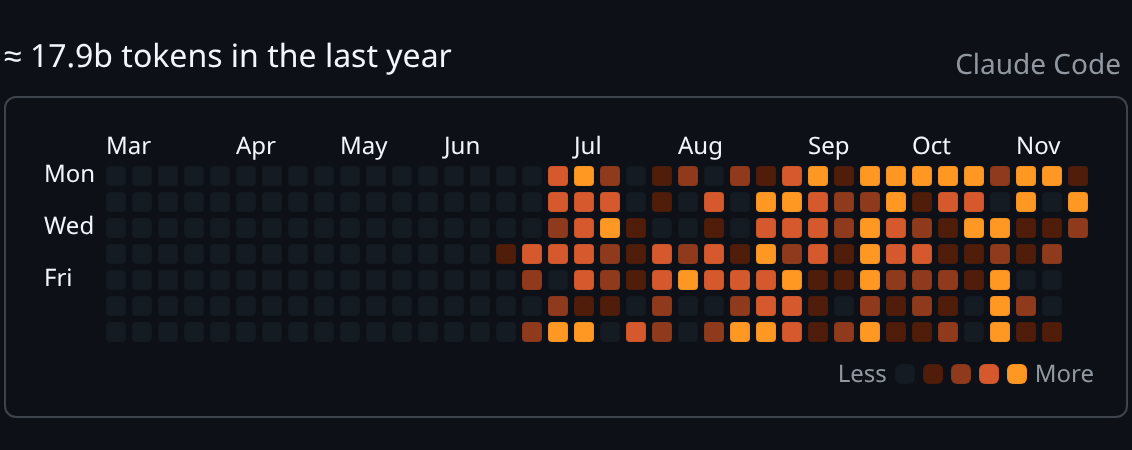 ≈ 17.9b tokens in the last year
Claude Code
Mar Apr May Jun Jul Aug Sep Oct Nov
Mon
Wed
Fri
Less More